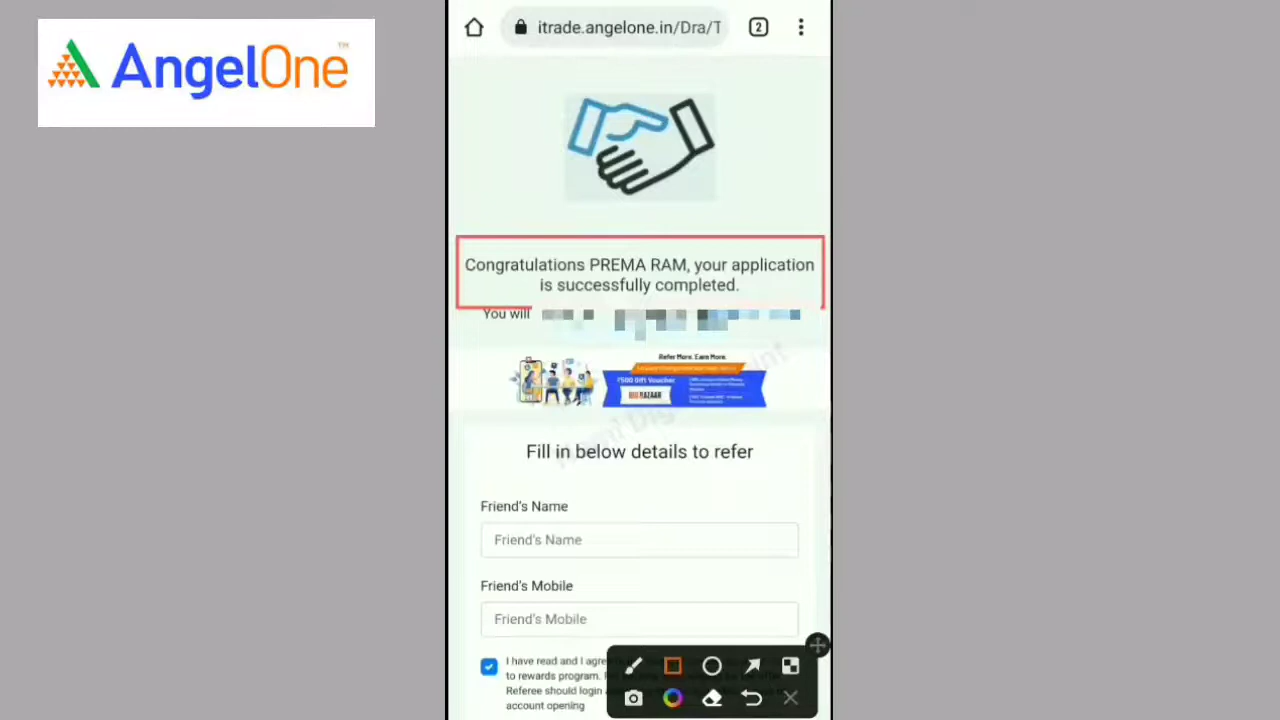 AngelOne™
itrade.angelone.in/Dra/T
2
Congratulations PREMA RAM, your application
is successfully completed.
You will
Refer More. Earn More.
₹500 Gift Voucher
BIG BAZAAR
Fill in below details to refer
Friend's Name
Friend's Name
Friend's Mobile
Friend's Mobile
I have read and I agree
to rewards program.
Referee should login
account opening